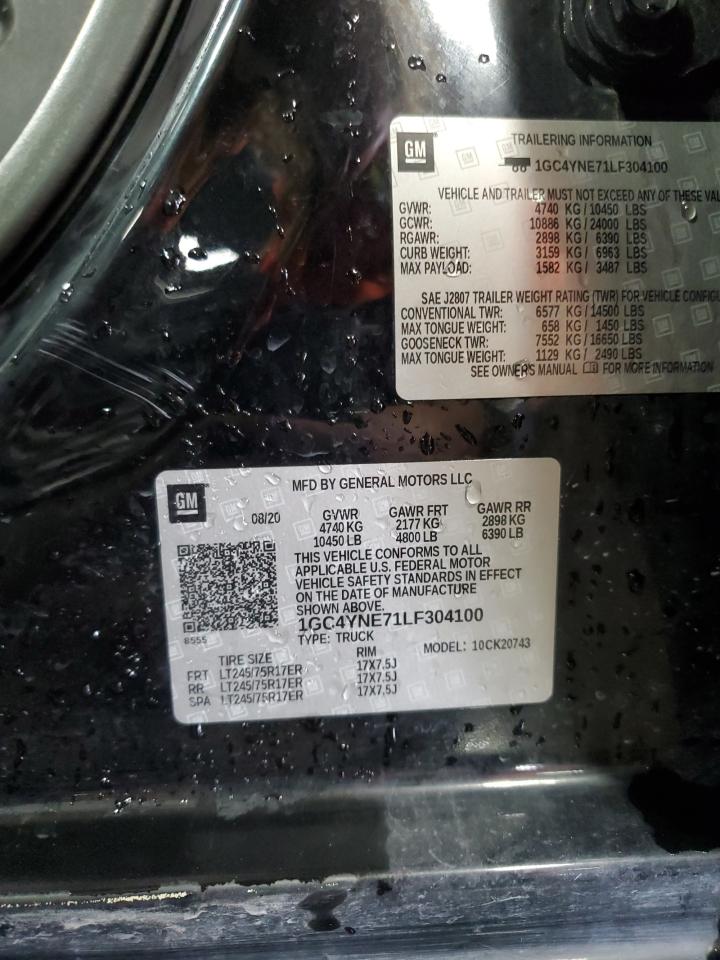 GM
TRAILERING INFORMATION
1GC4YNE71LF304100
VEHICLE AND TRAILER MUST NOT EXCEED ANY OF THESE VAL
GVWR: 4740 KG / 10450 LBS
GCWR: 10886 KG / 24000 LBS
RGAWR: 2898 KG / 6390 LBS
CURB WEIGHT: 3159 KG / 6963 LBS
MAX PAYLOAD: 1582 KG / 3487 LBS
SAE J2807 TRAILER WEIGHT RATING (TWR) FOR VEHICLE CONFIGU
CONVENTIONAL TWR: 6577 KG / 14500 LBS
MAX TONGUE WEIGHT: 658 KG / 1450 LBS
GOOSENECK TWR: 7552 KG / 16650 LBS
MAX TONGUE WEIGHT: 1129 KG / 2490 LBS
SEE OWNER'S MANUAL FOR MORE INFORMATION
GM
MFD BY GENERAL MOTORS LLC
08/20 GVWR GAWR FRT GAWR RR
4740 KG 2177 KG 2898 KG
10450 LB 4800 LB 6390 LB
THIS VEHICLE CONFORMS TO ALL
APPLICABLE U.S. FEDERAL MOTOR
VEHICLE SAFETY STANDARDS IN EFFECT
ON THE DATE OF MANUFACTURE
SHOWN ABOVE.
1GC4YNE71LF304100
8555
TYPE: TRUCK MODEL: 10CK20743
TIRE SIZE RIM
FRT LT245/75R17ER 17X7.5J
RR LT245/75R17ER 17X7.5J
SPA LT245/75R17ER 17X7.5J